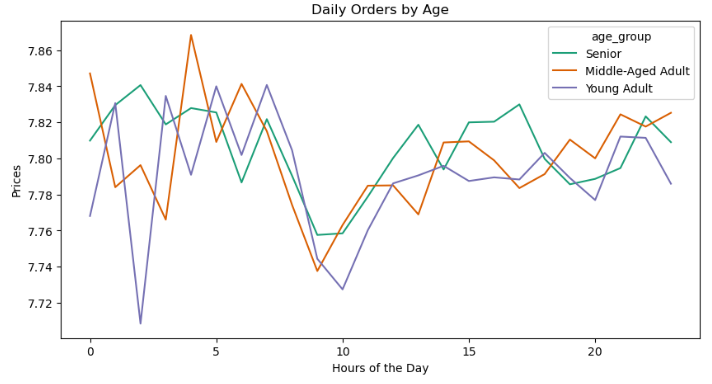 Daily Orders by Age
age_group
Senior
Middle-Aged Adult
Young Adult
7.86
7.84
7.82
7.80
7.78
7.76
7.74
7.72
Prices
0 5 10 15 20
Hours of the Day